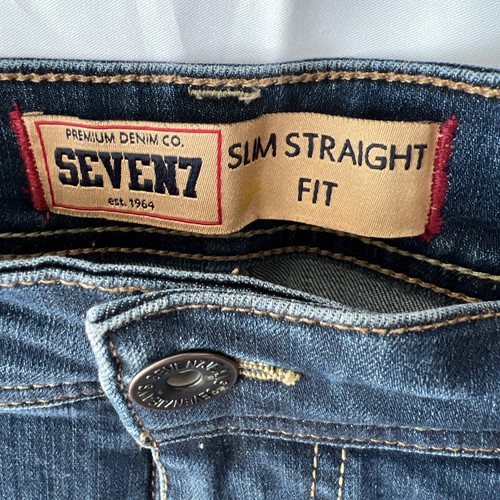 PREMIUM DENIM CO.
SEVEN7
est. 1964
SLIM STRAIGHT
FIT